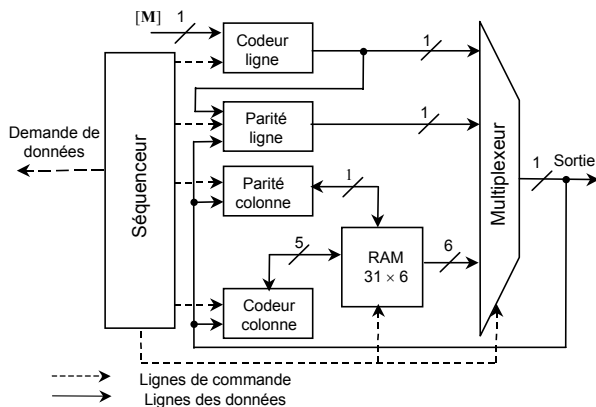 [M]
1
Codeur
ligne
1
Parité
ligne
1
Demande de
données
Séquenceur
Parité
colonne
1
Multiplexeur
1
Sortie
5
RAM
31 × 6
6
Codeur
colonne
Lignes de commande
Lignes des données